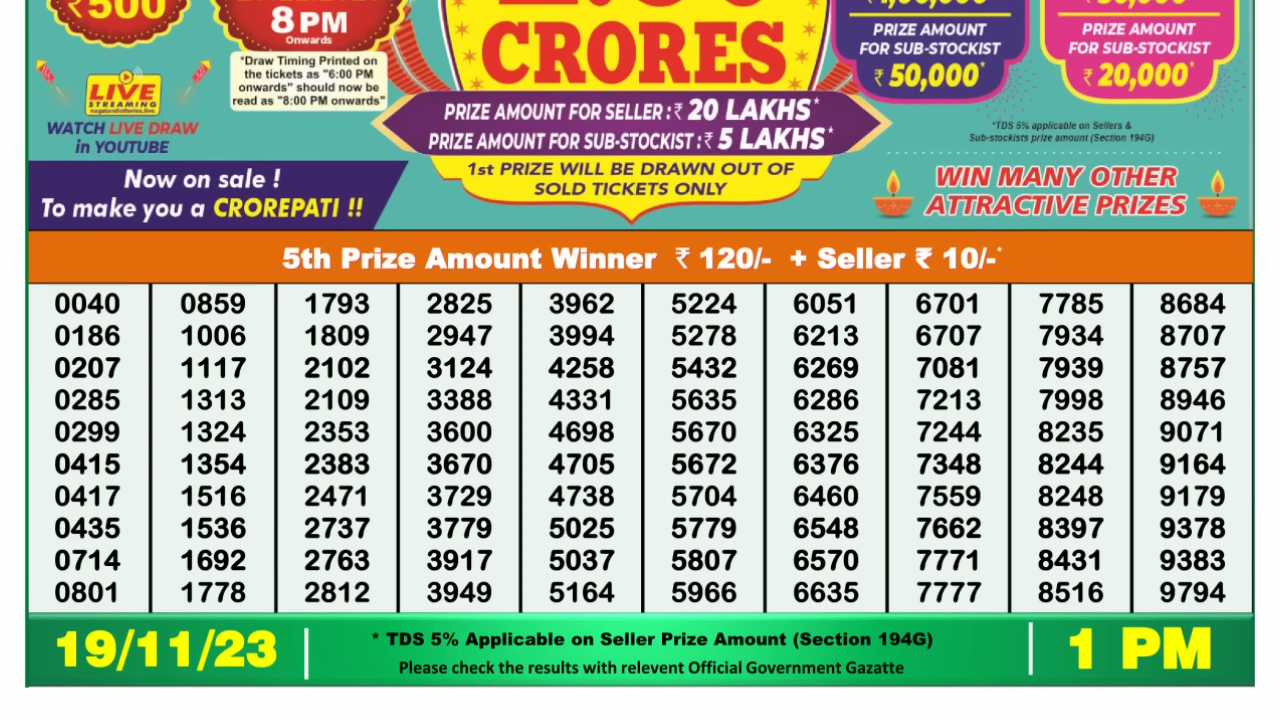 ₹500
8 PM
Onwards
*Draw Timing Printed on
the tickets as "6:00 PM
onwards" should now be
read as "8:00 PM onwards"
LIVE
STREAMING
nagalandlotteries.live
WATCH LIVE DRAW
in YOUTUBE
Now on sale !
To make you a CROREPATI !!
CRORES
PRIZE AMOUNT FOR SELLER :₹ 20 LAKHS*
PRIZE AMOUNT FOR SUB-STOCKIST :₹ 5 LAKHS*
1st PRIZE WILL BE DRAWN OUT OF
SOLD TICKETS ONLY
PRIZE AMOUNT
FOR SUB-STOCKIST
₹ 50,000*
PRIZE AMOUNT
FOR SUB-STOCKIST
₹ 20,000*
*TDS 5% applicable on Sellers &
Sub-stockists prize amount (Section 194G)
WIN MANY OTHER
ATTRACTIVE PRIZES
5th Prize Amount Winner ₹ 120/- + Seller ₹ 10/-*
0040 0859 1793 2825 3962 5224 6051 6701 7785 8684
0186 1006 1809 2947 3994 5278 6213 6707 7934 8707
0207 1117 2102 3124 4258 5432 6269 7081 7939 8757
0285 1313 2109 3388 4331 5635 6286 7213 7998 8946
0299 1324 2353 3600 4698 5670 6325 7244 8235 9071
0415 1354 2383 3670 4705 5672 6376 7348 8244 9164
0417 1516 2471 3729 4738 5704 6460 7559 8248 9179
0435 1536 2737 3779 5025 5779 6548 7662 8397 9378
0714 1692 2763 3917 5037 5807 6570 7771 8431 9383
0801 1778 2812 3949 5164 5966 6635 7777 8516 9794
19/11/23
* TDS 5% Applicable on Seller Prize Amount (Section 194G)
Please check the results with relevent Official Government Gazatte
1 PM